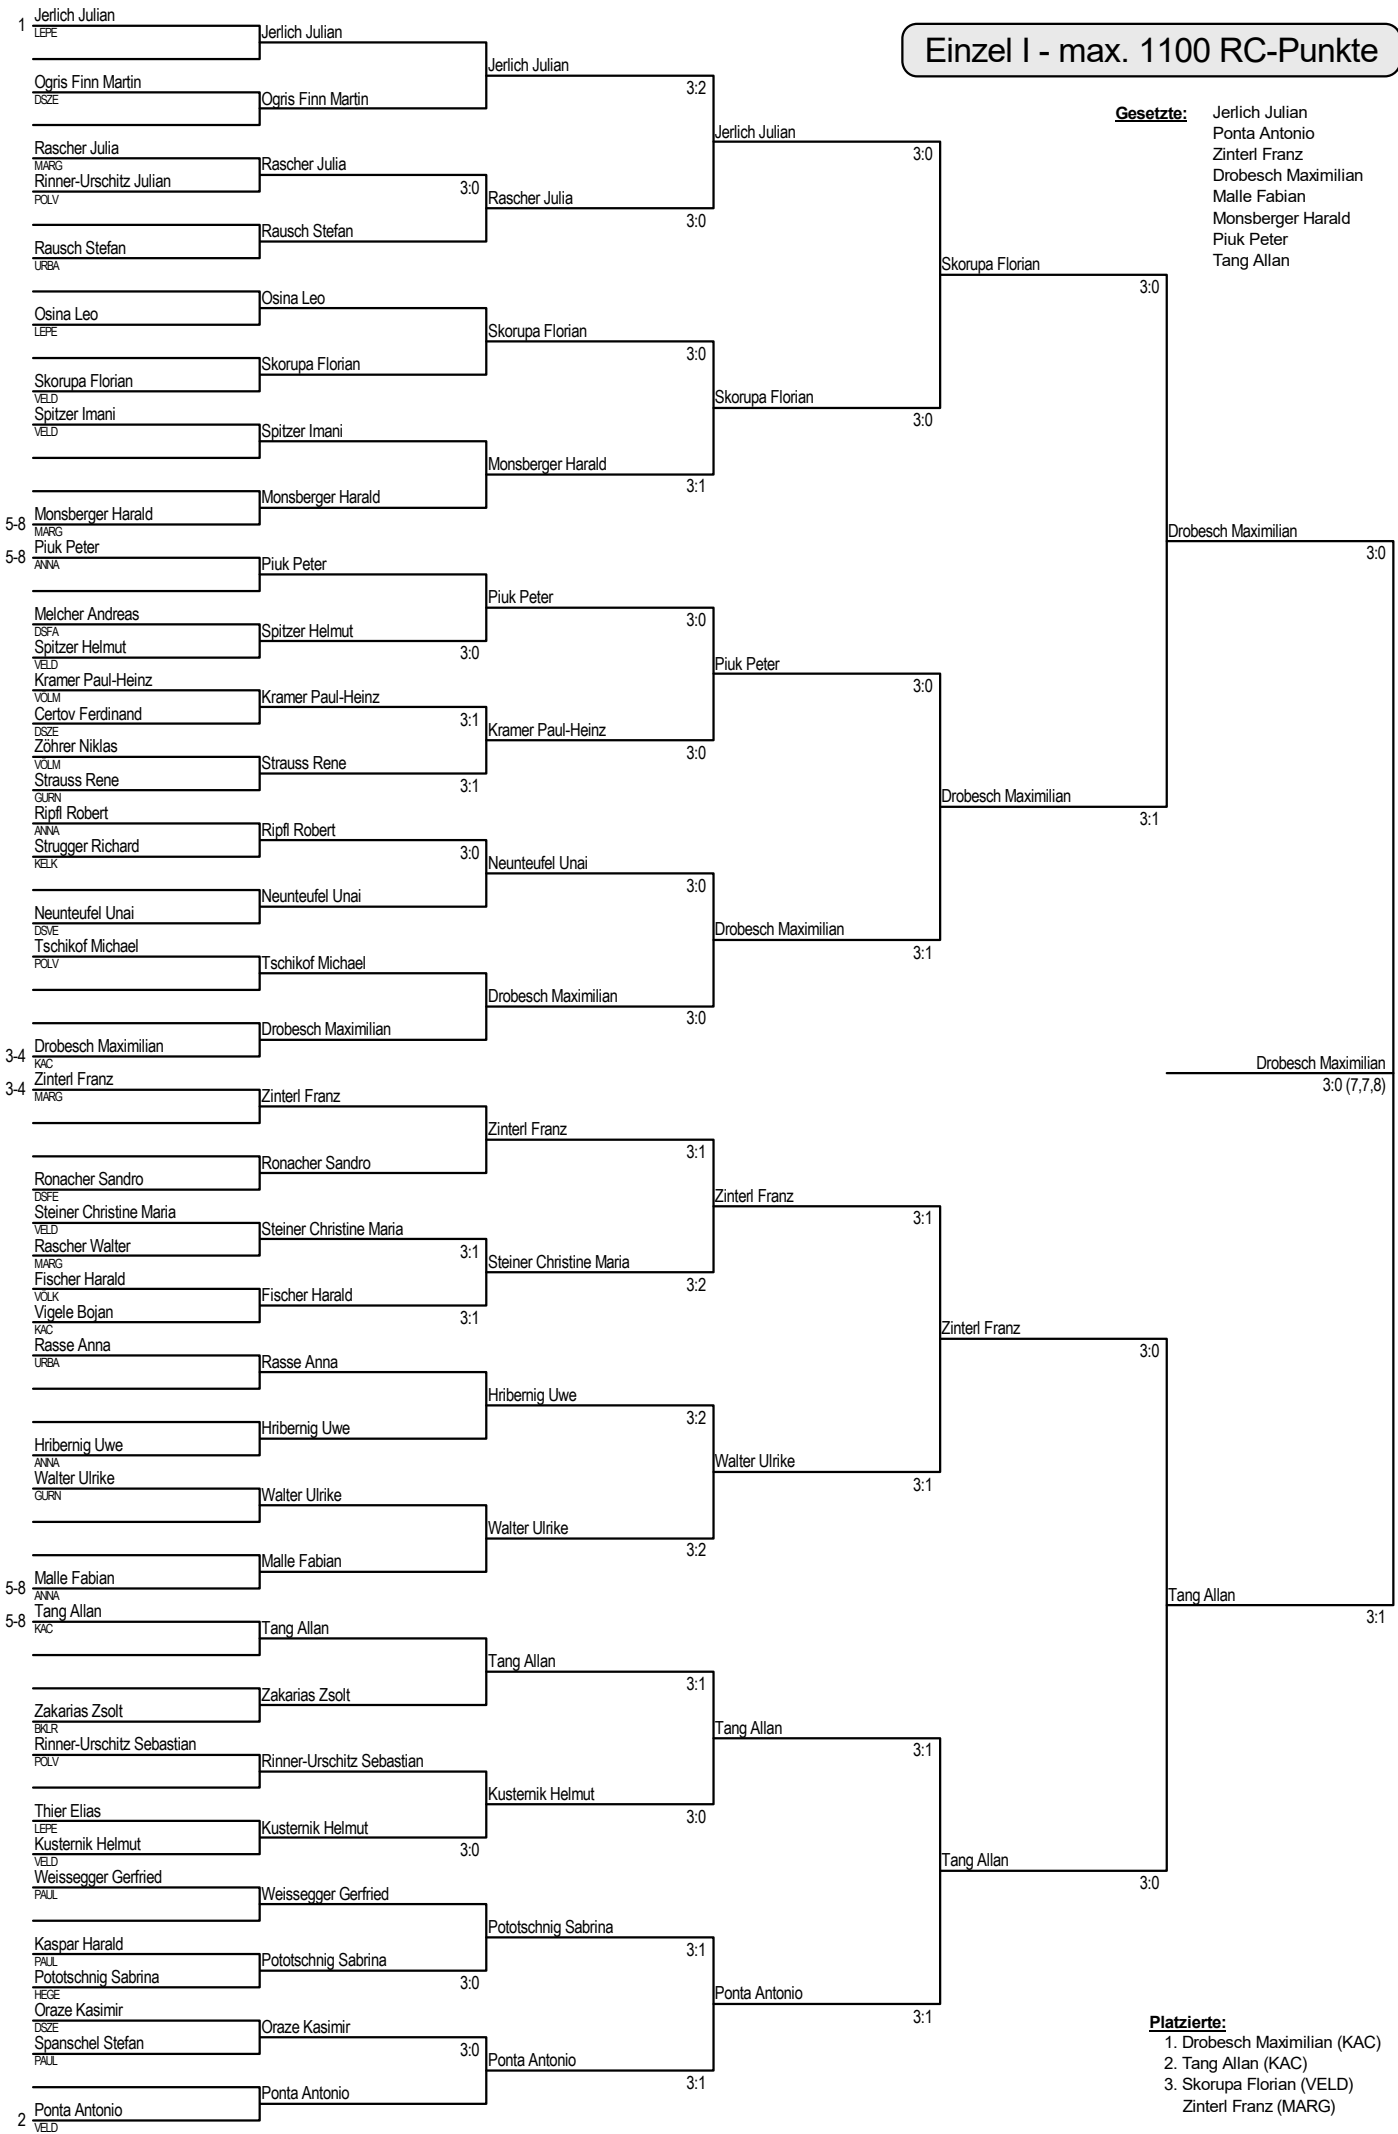 Einzel I - max. 1100 RC-Punkte
Gesetzte:
Jerlich Julian
Ponta Antonio
Zinterl Franz
Drobesch Maximilian
Malle Fabian
Monsberger Harald
Piuk Peter
Tang Allan
1 Jerlich Julian
LEPE
Ogris Finn Martin
DSZE
Rascher Julia
MARG
Rinner-Urschitz Julian
POLV
Rausch Stefan
URBA
Osina Leo
LEPE
Skorupa Florian
VELD
Spitzer Imani
VELD
5-8 Monsberger Harald
MARG
5-8 Piuk Peter
ANNA
Melcher Andreas
DSFA
Spitzer Helmut
VELD
Kramer Paul-Heinz
VÖLM
Certov Ferdinand
DSZE
Zöhrer Niklas
VÖLM
Strauss Rene
GURN
Ripfl Robert
ANNA
Strugger Richard
KELK
Neunteufel Unai
DSVE
Tschikof Michael
POLV
3-4 Drobesch Maximilian
KAC
3-4 Zinterl Franz
MARG
Ronacher Sandro
DSFE
Steiner Christine Maria
VELD
Rascher Walter
MARG
Fischer Harald
VÖLK
Vigele Bojan
KAC
Rasse Anna
URBA
Hribernig Uwe
ANNA
Walter Ulrike
GURN
5-8 Malle Fabian
ANNA
5-8 Tang Allan
KAC
Zakarias Zsolt
BKLR
Rinner-Urschitz Sebastian
POLV
Thier Elias
LEPE
Kusternik Helmut
VELD
Weissegger Gerfried
PAUL
Kaspar Harald
PAUL
Pototschnig Sabrina
HEGE
Oraze Kasimir
DSZE
Spanschel Stefan
PAUL
2 Ponta Antonio
VELD
Jerlich Julian
Ogris Finn Martin
Rascher Julia
3:0
Rausch Stefan
Osina Leo
Skorupa Florian
Spitzer Imani
Monsberger Harald
Piuk Peter
Spitzer Helmut
3:0
Kramer Paul-Heinz
3:1
Strauss Rene
3:1
Ripfl Robert
3:0
Neunteufel Unai
Tschikof Michael
Drobesch Maximilian
Zinterl Franz
Ronacher Sandro
Steiner Christine Maria
3:1
Fischer Harald
3:1
Rasse Anna
Hribernig Uwe
Walter Ulrike
Malle Fabian
Tang Allan
Zakarias Zsolt
Rinner-Urschitz Sebastian
Kusternik Helmut
3:0
Weissegger Gerfried
Pototschnig Sabrina
3:0
Oraze Kasimir
3:0
Ponta Antonio
Jerlich Julian
3:2
Rascher Julia
3:0
Skorupa Florian
3:0
Monsberger Harald
3:1
Piuk Peter
3:0
Kramer Paul-Heinz
3:0
Neunteufel Unai
3:0
Drobesch Maximilian
3:0
Zinterl Franz
3:1
Steiner Christine Maria
3:2
Hribernig Uwe
3:2
Walter Ulrike
3:2
Tang Allan
3:1
Kusternik Helmut
3:0
Pototschnig Sabrina
3:1
Ponta Antonio
3:1
Jerlich Julian
3:0
Skorupa Florian
3:0
Piuk Peter
3:0
Drobesch Maximilian
3:1
Zinterl Franz
3:1
Walter Ulrike
3:1
Tang Allan
3:1
Ponta Antonio
3:1
Skorupa Florian
3:0
Drobesch Maximilian
3:1
Zinterl Franz
3:0
Tang Allan
3:0
Drobesch Maximilian
3:0
Tang Allan
3:1
Drobesch Maximilian
3:0 (7,7,8)
Platzierte:
1. Drobesch Maximilian (KAC)
2. Tang Allan (KAC)
3. Skorupa Florian (VELD)
Zinterl Franz (MARG)